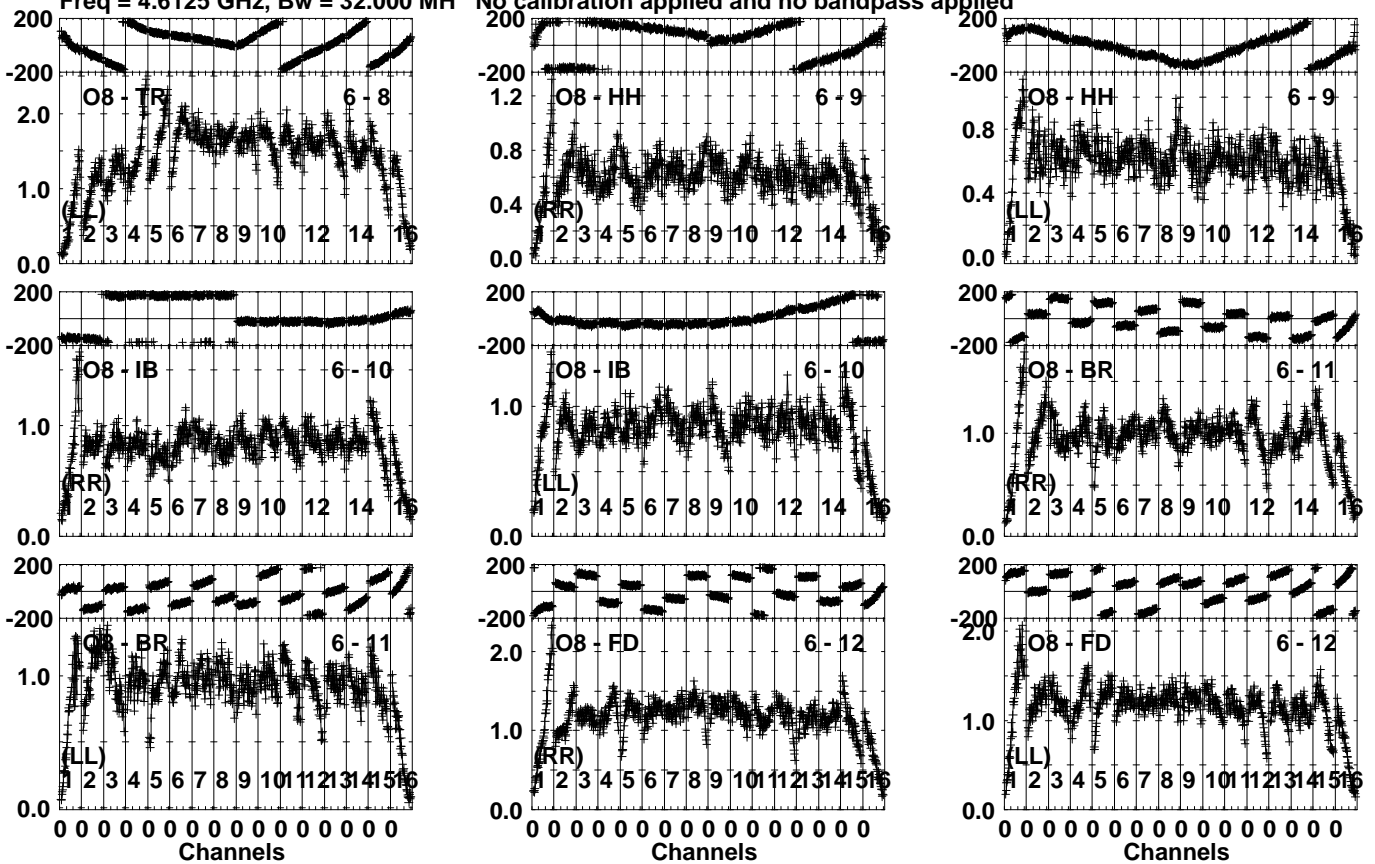 Freq = 4.6125 GHz, Bw = 32.000 MH No calibration applied and no bandpass applied
200 200 200
-200 -200 -200
O8 - TR 6 - 8 O8 - HH 6 - 9 O8 - HH 6 - 9
2.0 1.2 0.8
1.0 0.8 0.4
0.4
(LL) (RR) (LL)
2 3 4 5 6 7 8 9 10 12 14 16 1 2 3 4 5 6 7 8 9 10 12 14 16 1 2 3 4 5 6 7 8 9 10 12 14 16
0.0 0.0 0.0
200 200 200
-200 -200 -200
O8 - IB 6 - 10 O8 - IB 6 - 10 O8 - BR 6 - 11
1.0 1.0 1.0
(RR) (LL) (RR)
1 2 3 4 5 6 7 8 9 10 12 14 16 1 2 3 4 5 6 7 8 9 10 12 14 16 1 2 3 4 5 6 7 8 9 10 12 14 16
0.0 0.0 0.0
200 200 200
-200 -200 -200
O8 - BR 6 - 11 O8 - FD 6 - 12 O8 - FD 6 - 12
1.0 2.0 2.0
1.0 1.0
(LL) (RR) (LL)
1 2 3 4 5 6 7 8 9 10 11 12 13 14 15 16 1 2 3 4 5 6 7 8 9 10 11 12 13 14 15 16 1 2 3 4 5 6 7 8 9 10 11 12 13 14 15 16
0.0 0.0 0.0
0 0 0 0 0 0 0 0 0 0 0 0 0 0 0 0 0 0 0 0 0 0 0 0 0 0 0 0 0 0 0 0 0 0 0 0 0 0 0 0 0 0 0 0 0 0 0 0
Channels Channels Channels